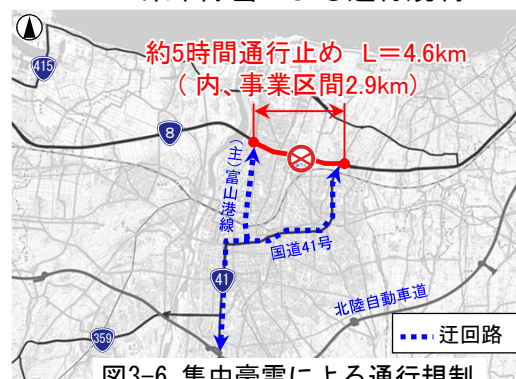 約5時間通行止め L=4.6km
( 内、事業区間2.9km)
415
8
(主)富山港線
国道41号
41
北陸自動車道
359
迂回路
図3-6 集中豪雪による通行規制